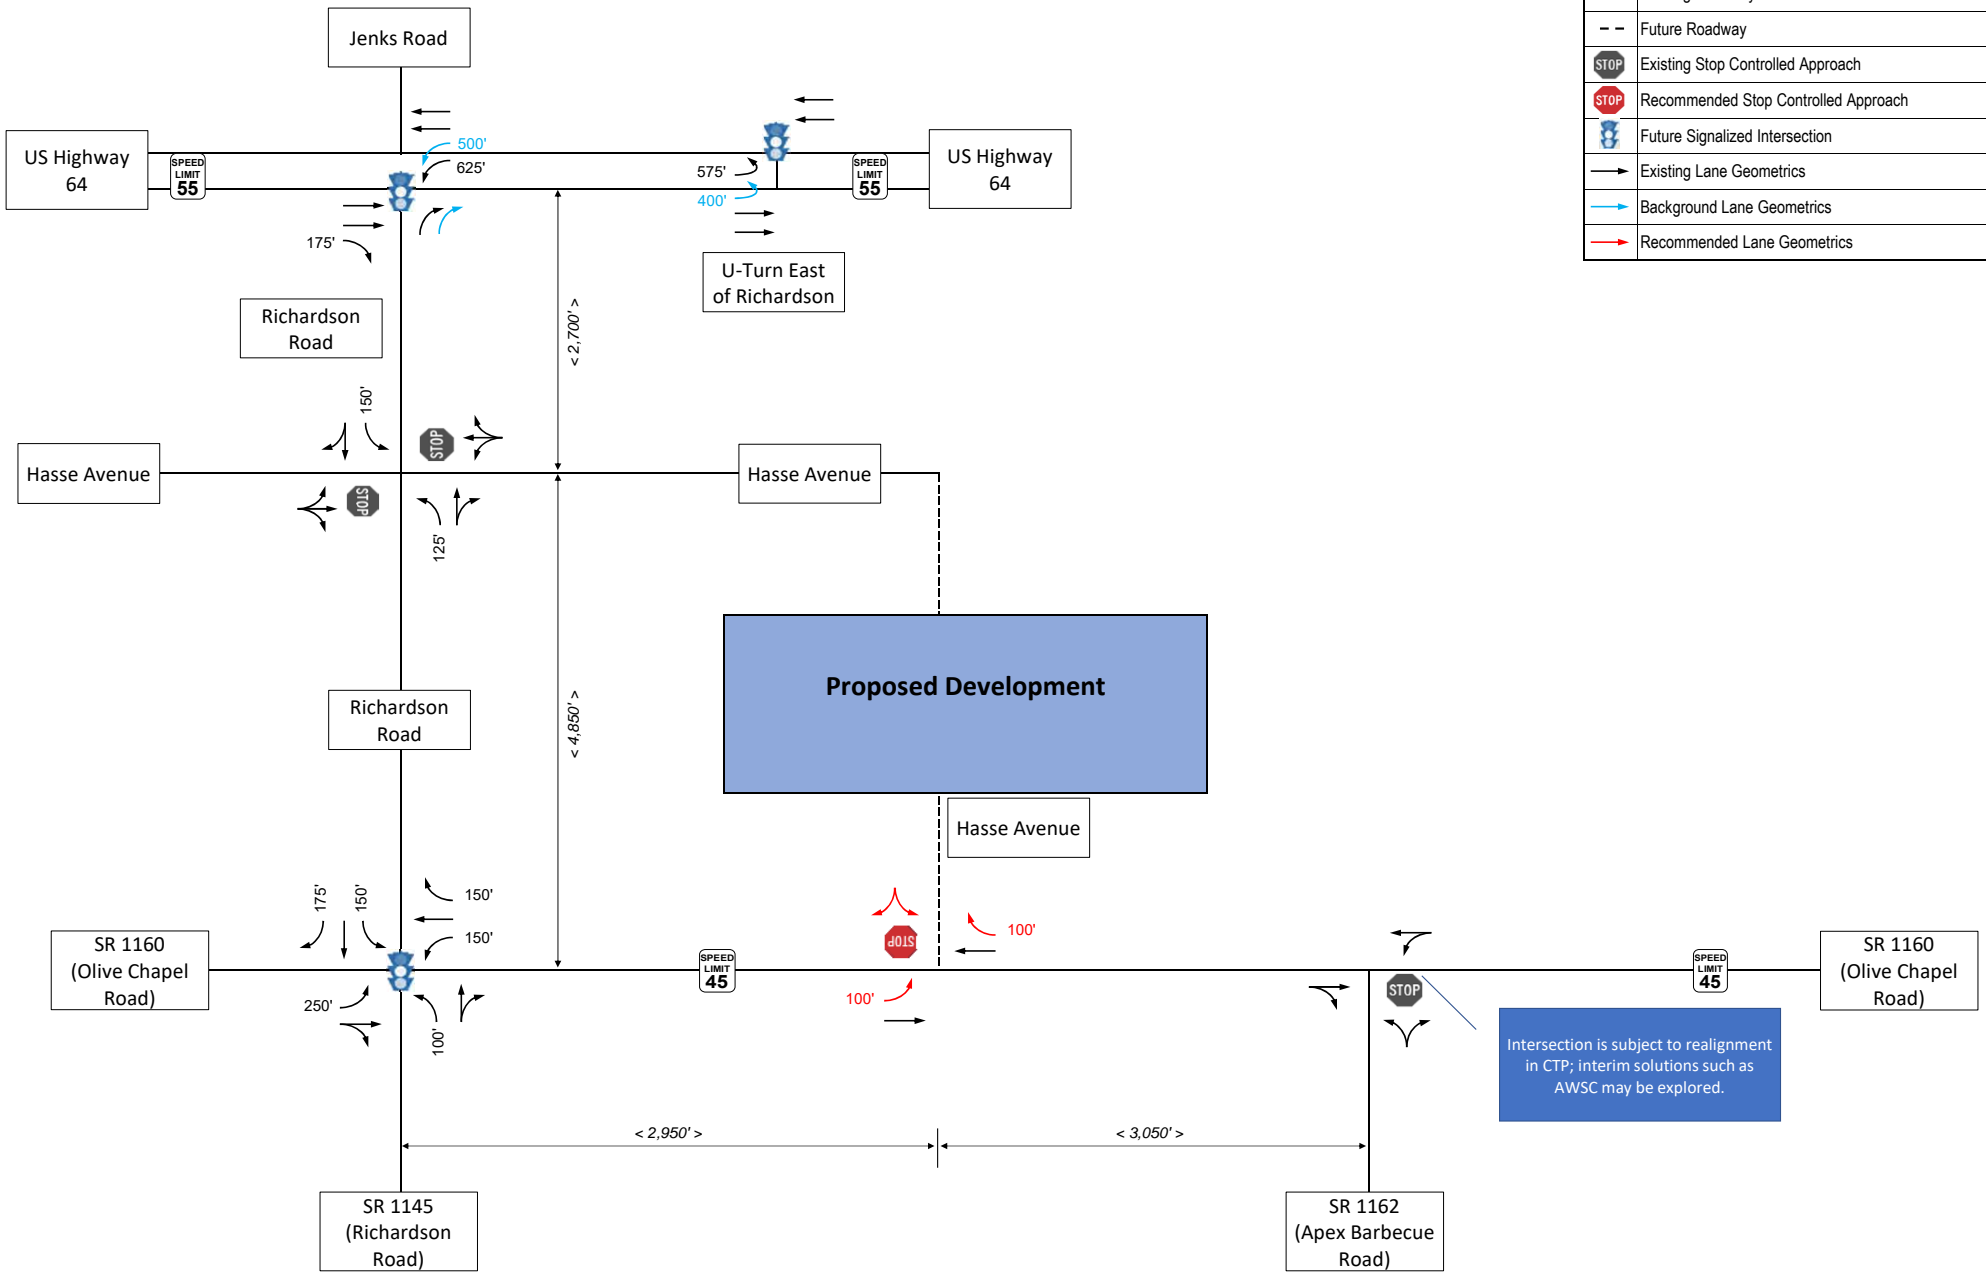 Jenks Road
Future Roadway
STOP
Existing Stop Controlled Approach
STOP
Recommended Stop Controlled Approach
Future Signalized Intersection
Existing Lane Geometrics
Background Lane Geometrics
Recommended Lane Geometrics
US Highway
64
SPEED
LIMIT
55
500'
625'
575'
400'
SPEED
LIMIT
55
US Highway
64
175'
U-Turn East
of Richardson
Richardson
Road
< 2,700' >
150'
STOP
Hasse Avenue
Hasse Avenue
STOP
125'
Proposed Development
Richardson
Road
< 4,850' >
Hasse Avenue
175'
150'
150'
150'
100'
STOP
SR 1160
(Olive Chapel
Road)
250'
100'
SPEED
LIMIT
45
100'
STOP
SPEED
LIMIT
45
SR 1160
(Olive Chapel
Road)
Intersection is subject to realignment
in CTP; interim solutions such as
AWSC may be explored.
< 2,950' >
< 3,050' >
SR 1145
(Richardson
Road)
SR 1162
(Apex Barbecue
Road)